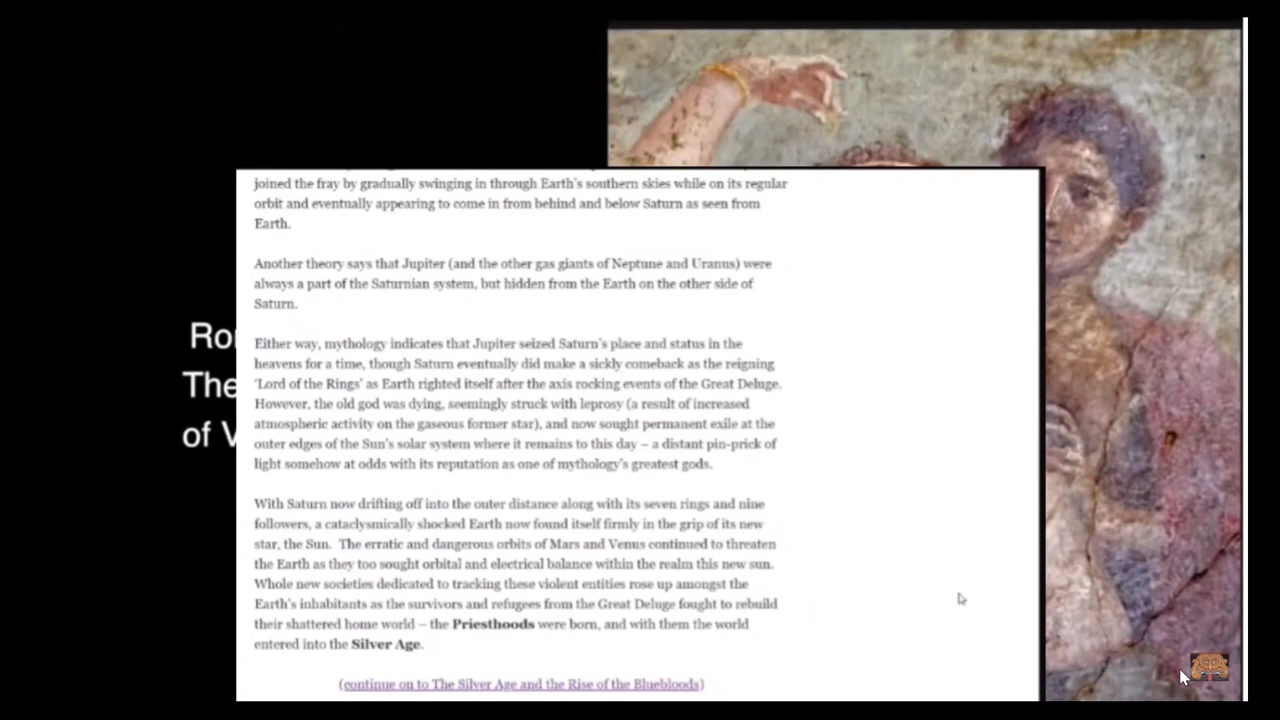 joined the fray by gradually swinging in through Earth's southern skies while on its regular
orbit and eventually appearing to come in from behind and below Saturn as seen from
Earth.
Another theory says that Jupiter (and the other gas giants of Neptune and Uranus) were
always a part of the Saturnian system, but hidden from the Earth on the other side of
Saturn.
Either way, mythology indicates that Jupiter seized Saturn's place and status in the
heavens for a time, though Saturn eventually did make a sickly comeback as the reigning
'Lord of the Rings' as Earth righted itself after the axis rocking events of the Great Deluge.
However, the old god was dying, seemingly struck with leprosy (a result of increased
atmospheric activity on the gaseous former star), and now sought permanent exile at the
outer edges of the Sun's solar system where it remains to this day – a distant pin-prick of
light somehow at odds with its reputation as one of mythology's greatest gods.
With Saturn now drifting off into the outer distance along with its seven rings and nine
followers, a cataclysmically shocked Earth now found itself firmly in the grip of its new
star, the Sun. The erratic and dangerous orbits of Mars and Venus continued to threaten
the Earth as they too sought orbital and electrical balance within the realm this new sun.
Whole new societies dedicated to tracking these violent entities rose up amongst the
Earth's inhabitants as the survivors and refugees from the Great Deluge fought to rebuild
their shattered home world – the Priesthoods were born, and with them the world
entered into the Silver Age.
(continue on to The Silver Age and the Rise of the Bluebloods)
Ro
The
of V